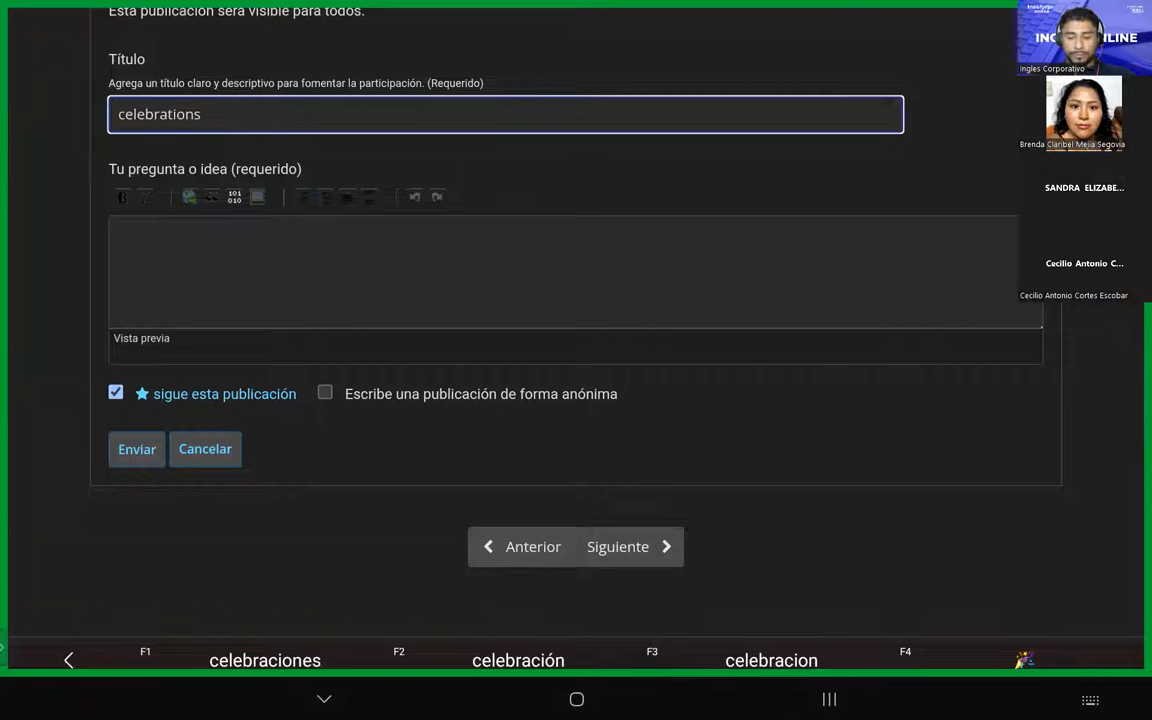 Esta publicación será visible para todos.
Título
Agrega un título claro y descriptivo para fomentar la participación. (Requerido)
celebrations
Tu pregunta o idea (requerido)
B I
101
010
Vista previa
sigue esta publicación
Escribe una publicación de forma anónima
Enviar
Cancelar
Anterior
Siguiente
F1 celebraciones
F2 celebración
F3 celebracion
F4
Ingles Corporativo
Brenda Claribel Mejía Segovia
SANDRA ELIZABE...
Cecilio Antonio C...
Cecilio Antonio Cortes Escobar